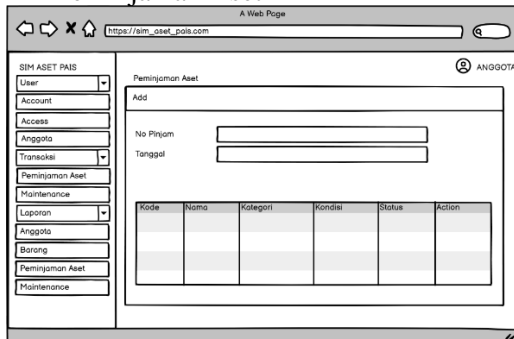 A Web Page
https://sim_aset_pais.com
SIM ASET PAIS
ANGGOTA
User
Account
Access
Anggota
Transaksi
Peminjaman Aset
Maintenance
Laporan
Anggota
Barang
Peminjaman Aset
Maintenance
Peminjaman Aset
Add
No Pinjam
Tanggal
Kode Nama Kategori Kondisi Status Action